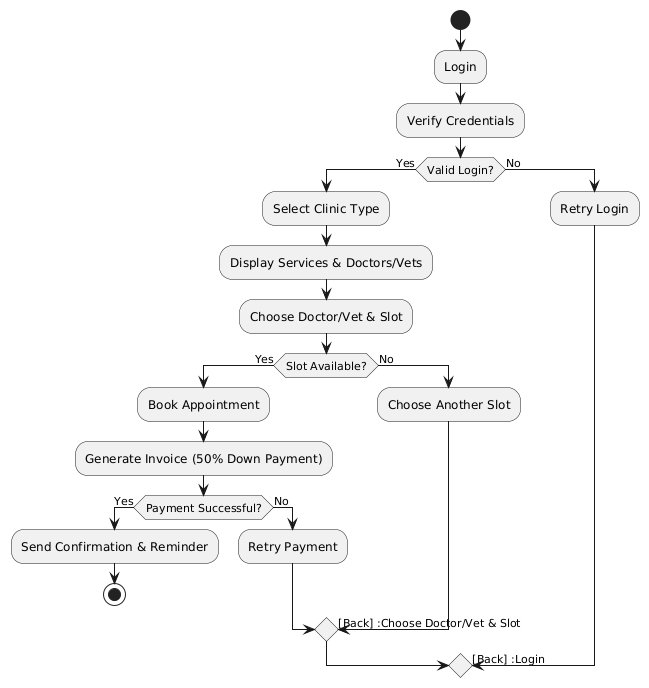 Login
Verify Credentials
Yes
Valid Login?
No
Select Clinic Type
Retry Login
Display Services & Doctors/Vets
Choose Doctor/Vet & Slot
Yes
Slot Available?
No
Book Appointment
Choose Another Slot
Generate Invoice (50% Down Payment)
Yes
Payment Successful?
No
Send Confirmation & Reminder
Retry Payment
[Back] :Choose Doctor/Vet & Slot
[Back] :Login